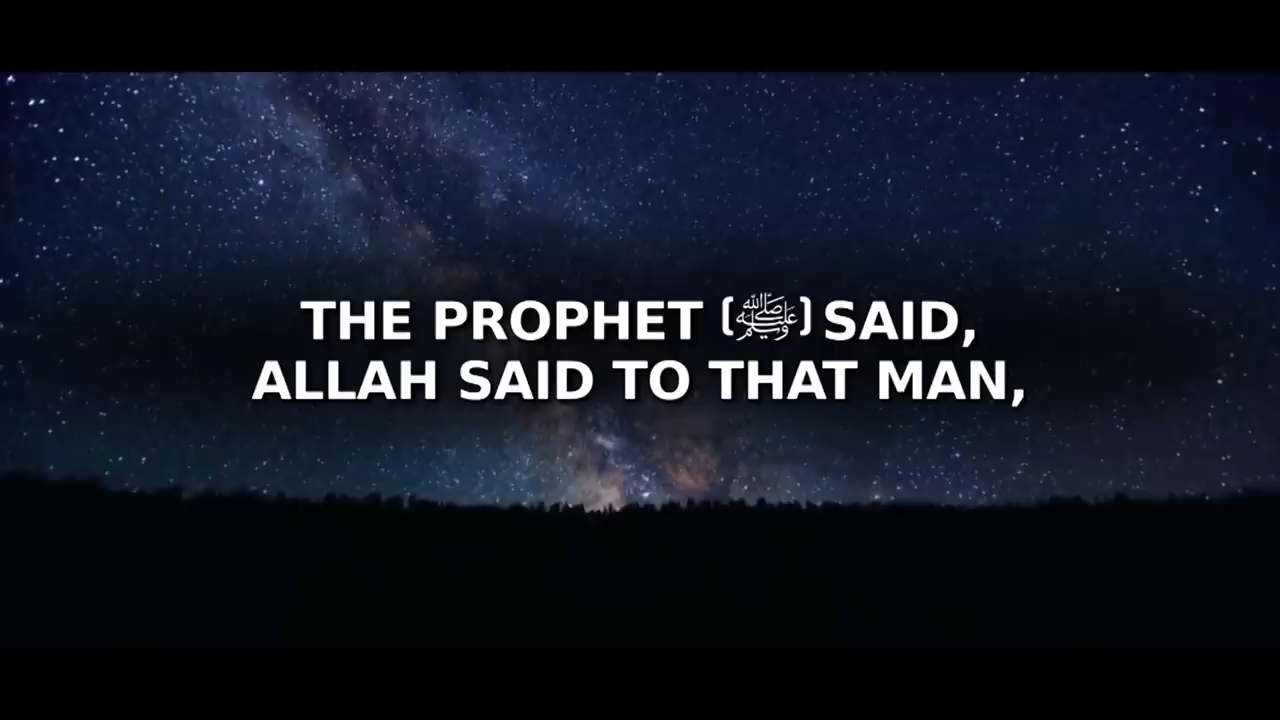 THE PROPHET (ﷺ) SAID,
ALLAH SAID TO THAT MAN,